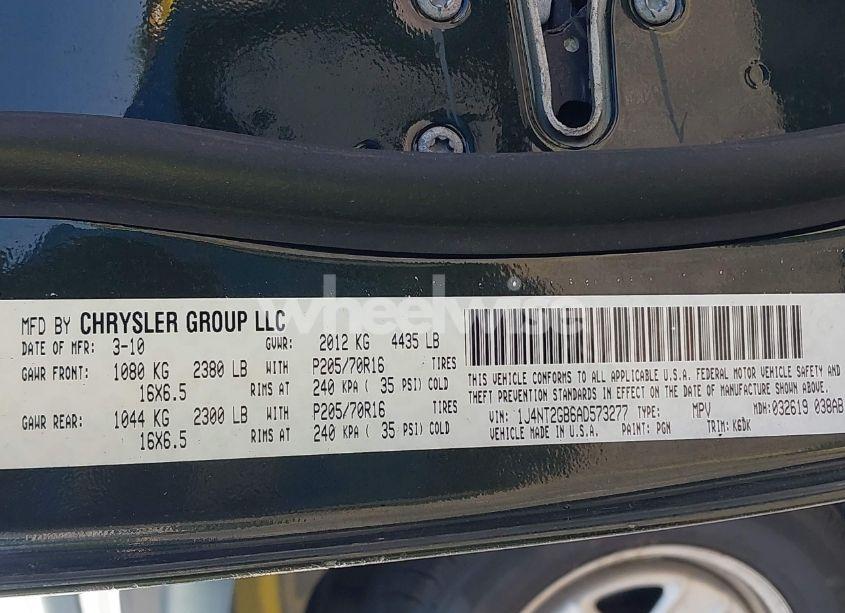 MFD BY CHRYSLER GROUP LLC
DATE OF MFR: 3-10 GVWR: 2012 KG 4435 LB
GAWR FRONT: 1080 KG 2380 LB WITH P205/70R16 TIRES
16X6.5 RIMS AT 240 KPA ( 35 PSI) COLD
GAWR REAR: 1044 KG 2300 LB WITH P205/70R16 TIRES
16X6.5 RIMS AT 240 KPA ( 35 PSI) COLD
THIS VEHICLE CONFORMS TO ALL APPLICABLE U.S.A. FEDERAL MOTOR VEHICLE SAFETY AND
THEFT PREVENTION STANDARDS IN EFFECT ON THE DATE OF MANUFACTURE SHOWN ABOVE.
VIN: 1J4NT2GB6AD573277 TYPE: MPV MDH: 032619 038AB
VEHICLE MADE IN U.S.A. PAINT: PGN TRIM: K6DK
wheelwise